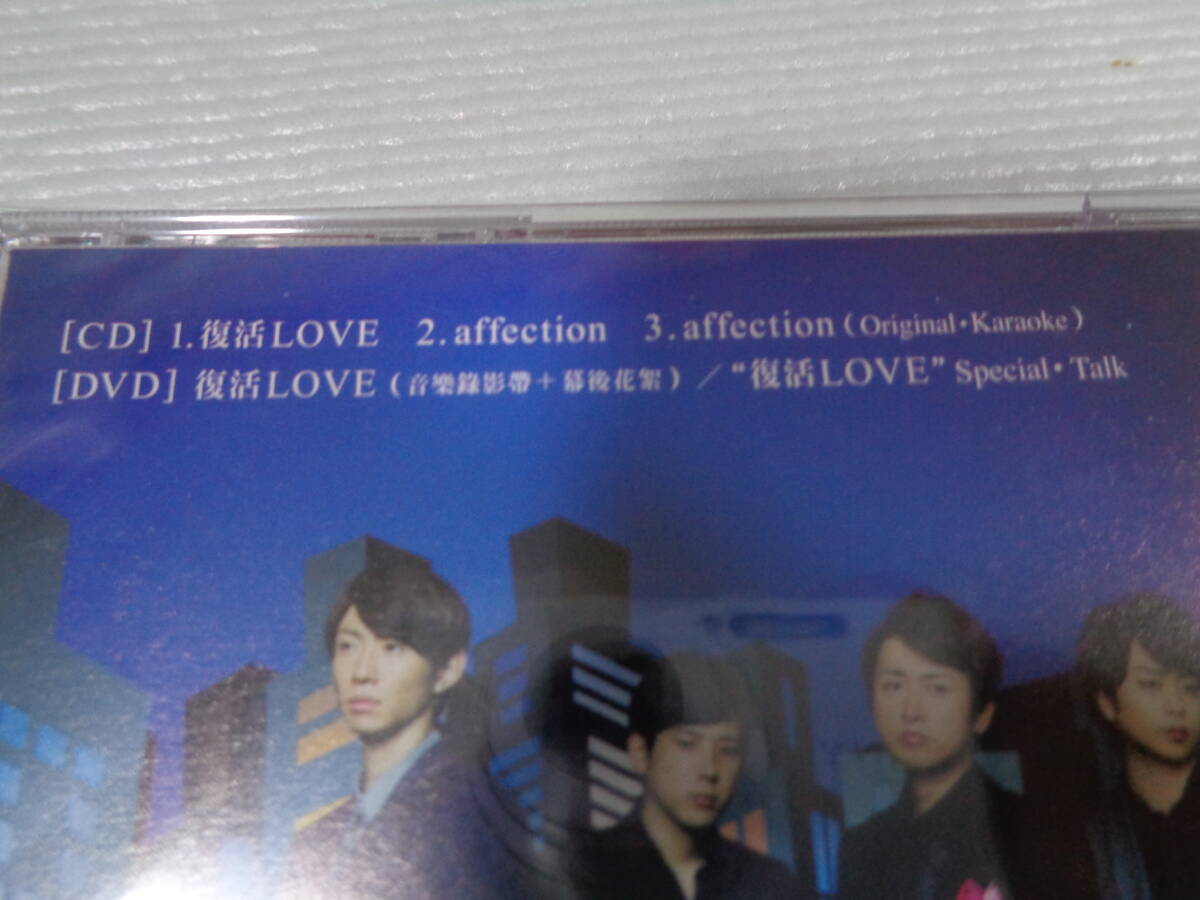 [CD] 1.復活LOVE 2.affection 3.affection(Original・Karaoke)
[DVD] 復活LOVE(音樂錄影帶＋幕後花絮)／“復活LOVE” Special・Talk